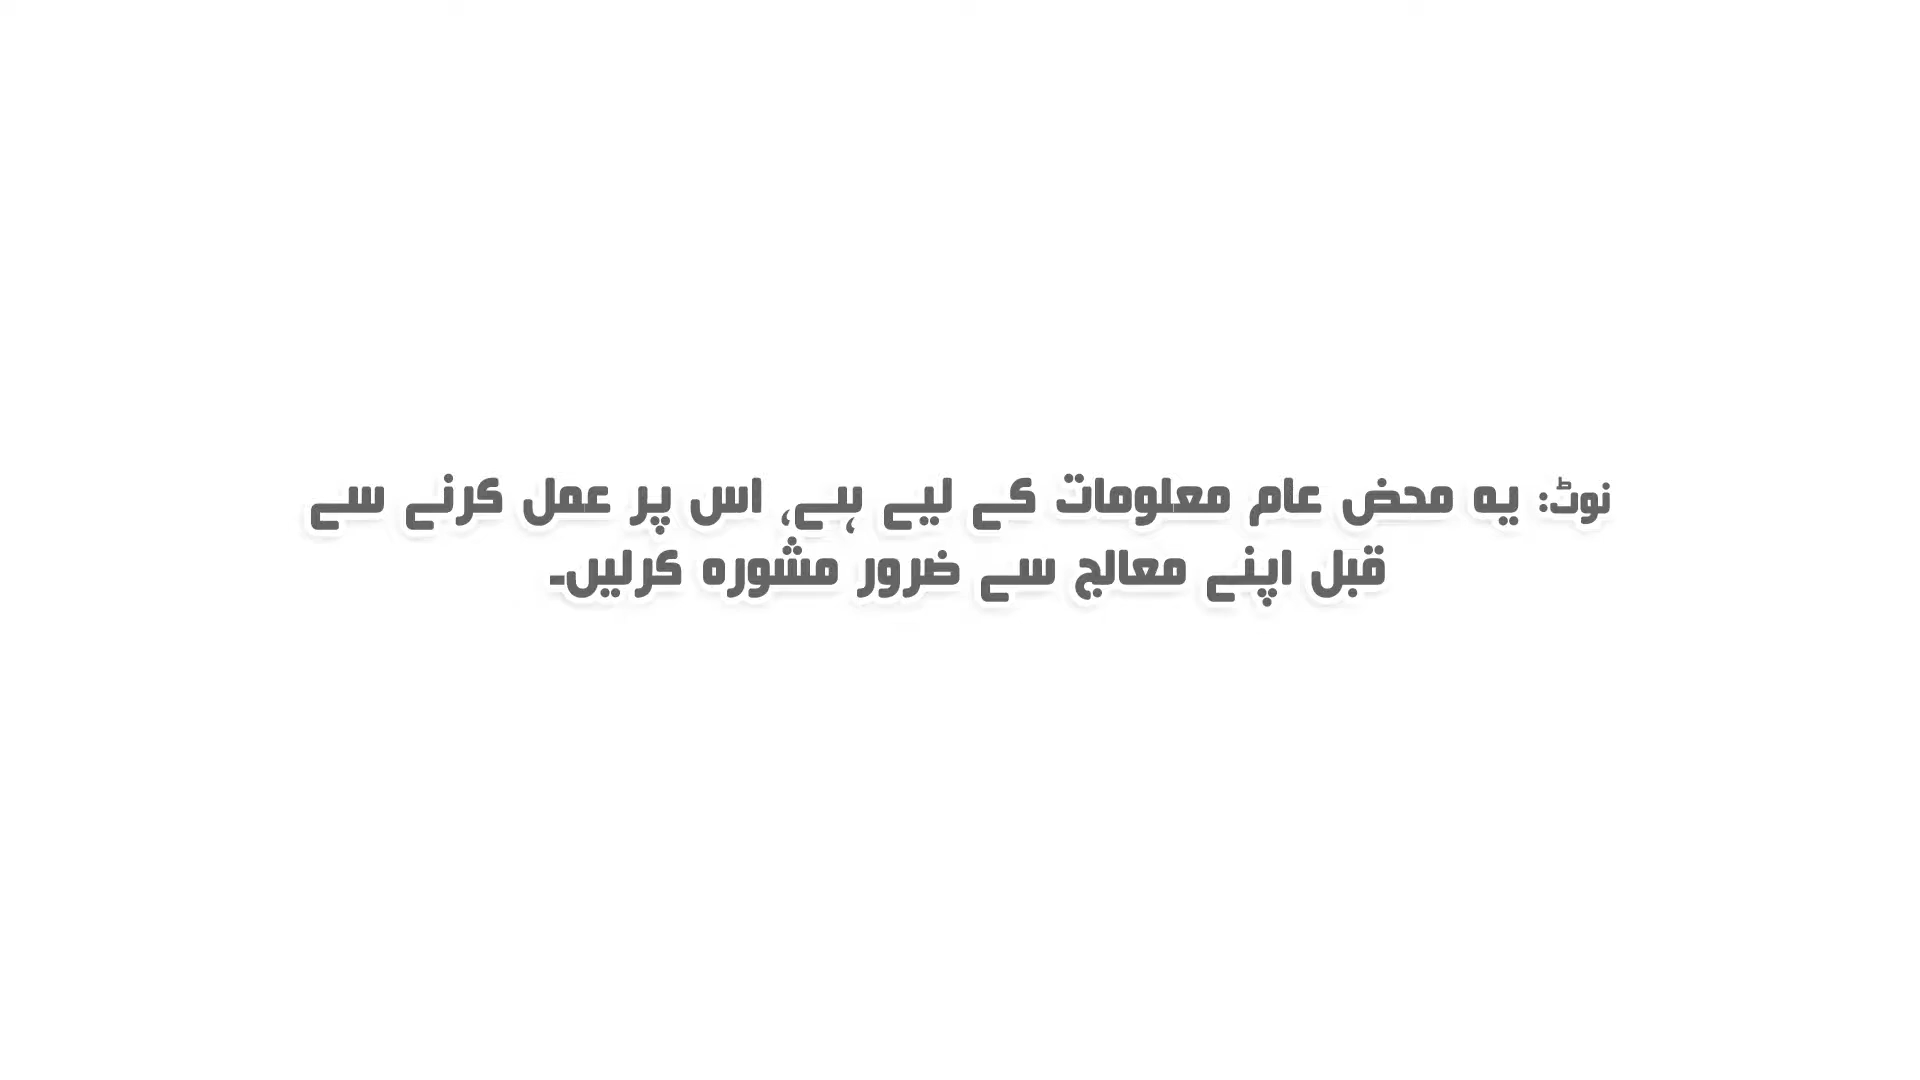 نوٹ: یہ محض عام معلومات کے لیے ہے، اس پر عمل کرنے سے
قبل اپنے معالج سے ضرور مشورہ کرلیں۔